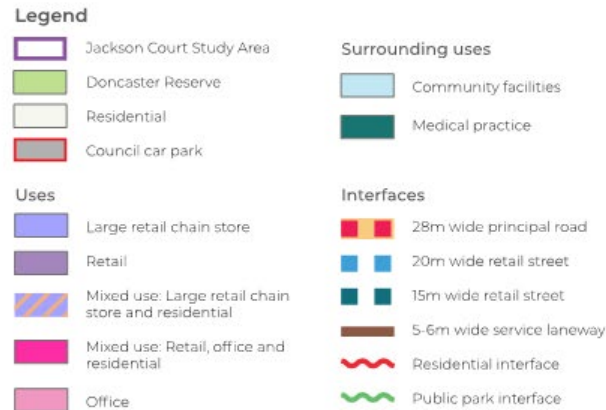 Legend
Jackson Court Study Area
Doncaster Reserve
Residential
Council car park
Surrounding uses
Community facilities
Medical practice
Uses
Large retail chain store
Retail
Mixed use: Large retail chain
store and residential
Mixed use: Retail, office and
residential
Office
Interfaces
28m wide principal road
20m wide retail street
15m wide retail street
5-6m wide service laneway
Residential interface
Public park interface